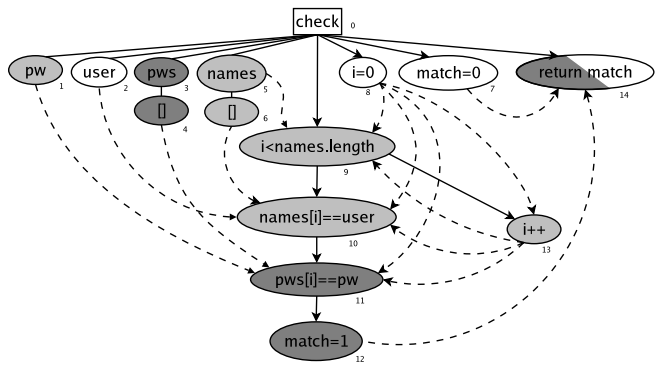 check 0
pw 1
user 2
pws 3
[] 4
names 5
[] 6
i=0 8
match=0 7
return match 14
i<names.length 9
names[i]==user 10
i++ 13
pws[i]==pw 11
match=1 12